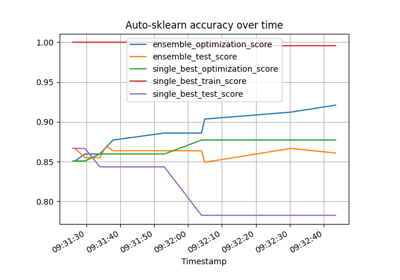 Auto-sklearn accuracy over time
1.00
0.95
0.90
0.85
0.80
ensemble_optimization_score
ensemble_test_score
single_best_optimization_score
single_best_train_score
single_best_test_score
09:31:30
09:31:40
09:31:50
09:32:00
09:32:10
09:32:20
09:32:30
09:32:40
Timestamp